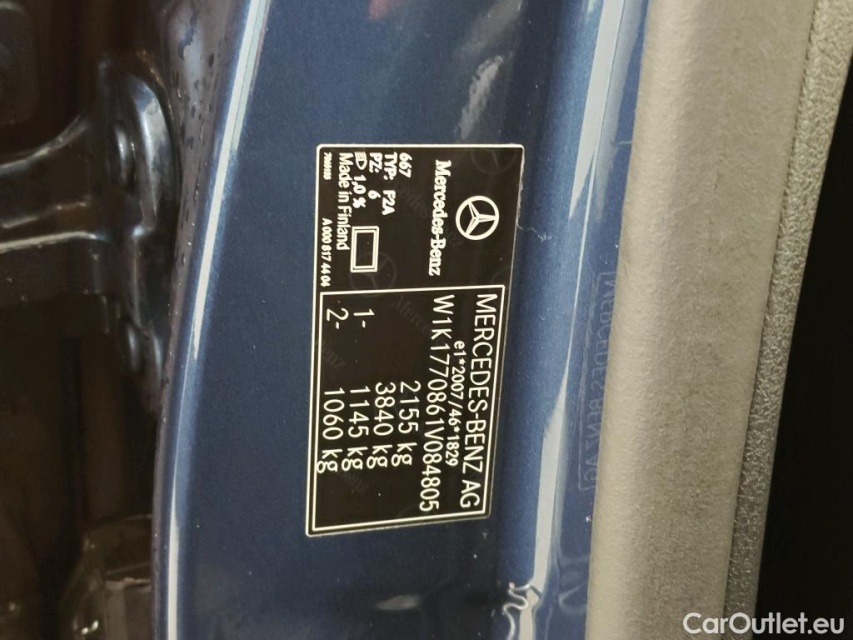 Mercedes-Benz
667
TYP: F2A
PZ: 6
1,0 %
Made in Finland
A 000 817 44 04
MERCEDES-BENZ AG
e1*2007/46*1829
W1K1770861V084805
2155 kg
3840 kg
1- 1145 kg
2- 1060 kg
CarOutlet.eu